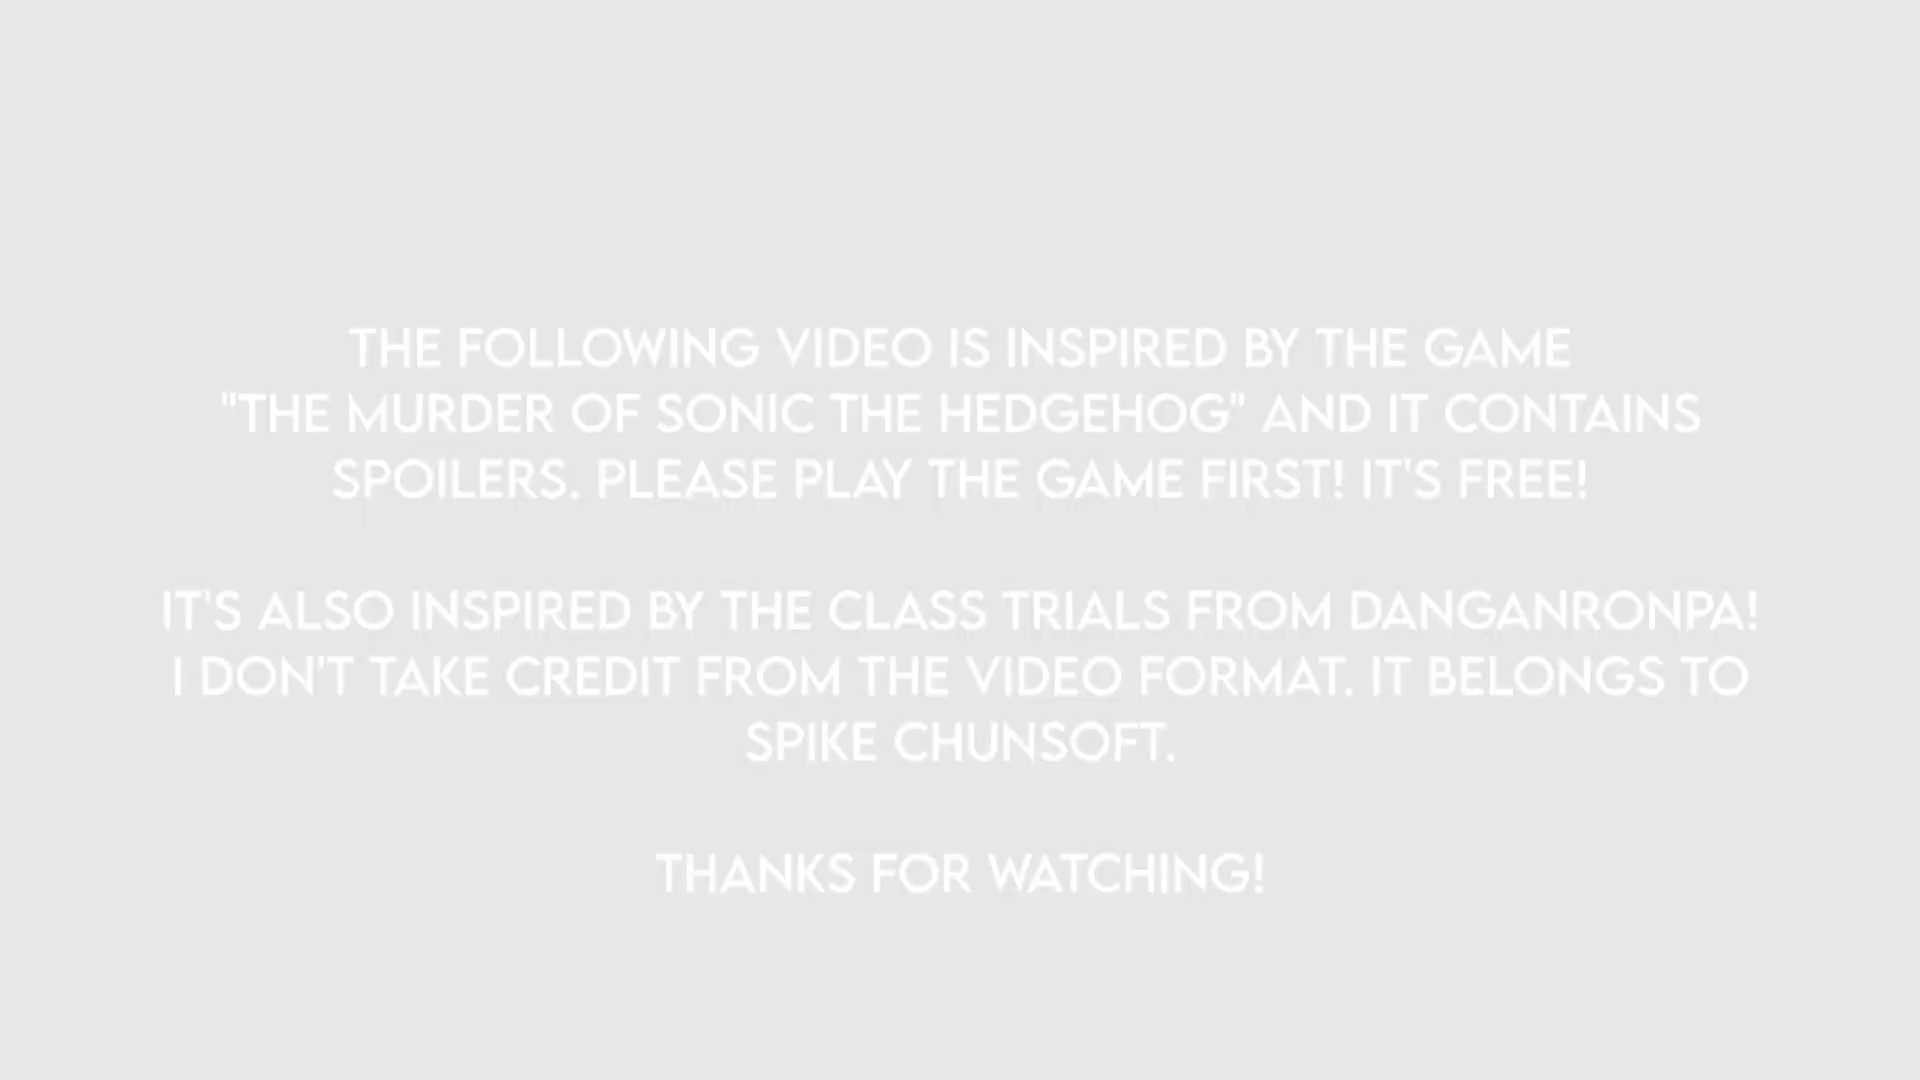 DISCLAIMER
THE FOLLOWING VIDEO IS INSPIRED BY THE GAME
"THE MURDER OF SONIC THE HEDGEHOG" AND IT CONTAINS
SPOILERS. PLEASE PLAY THE GAME FIRST! IT'S FREE!
IT'S ALSO INSPIRED BY THE CLASS TRIALS FROM DANGANRONPA!
I DON'T TAKE CREDIT FROM THE VIDEO FORMAT. IT BELONGS TO
SPIKE CHUNSOFT.
THANKS FOR WATCHING!